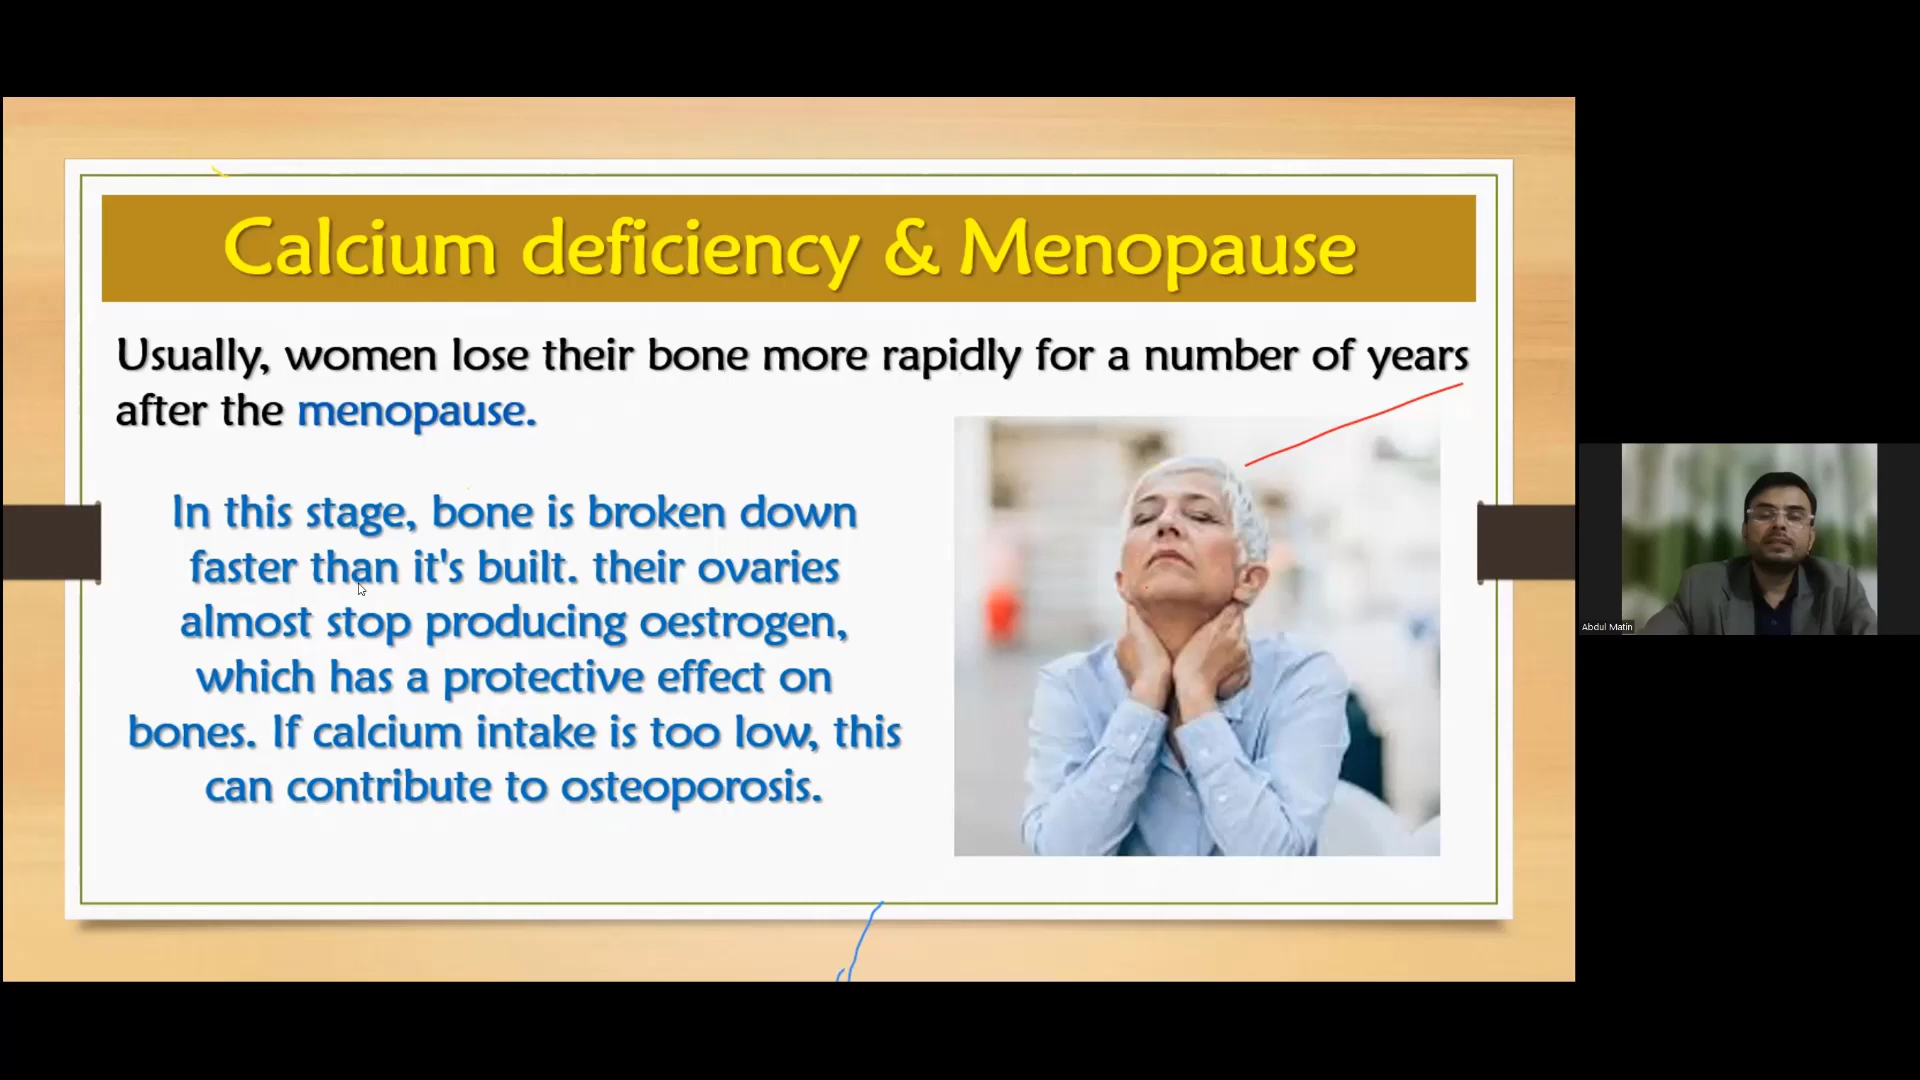 Calcium deficiency & Menopause
Usually, women lose their bone more rapidly for a number of years
after the menopause.
In this stage, bone is broken down
faster than it's built. their ovaries
almost stop producing oestrogen,
which has a protective effect on
bones. If calcium intake is too low, this
can contribute to osteoporosis.
Abdul Matin